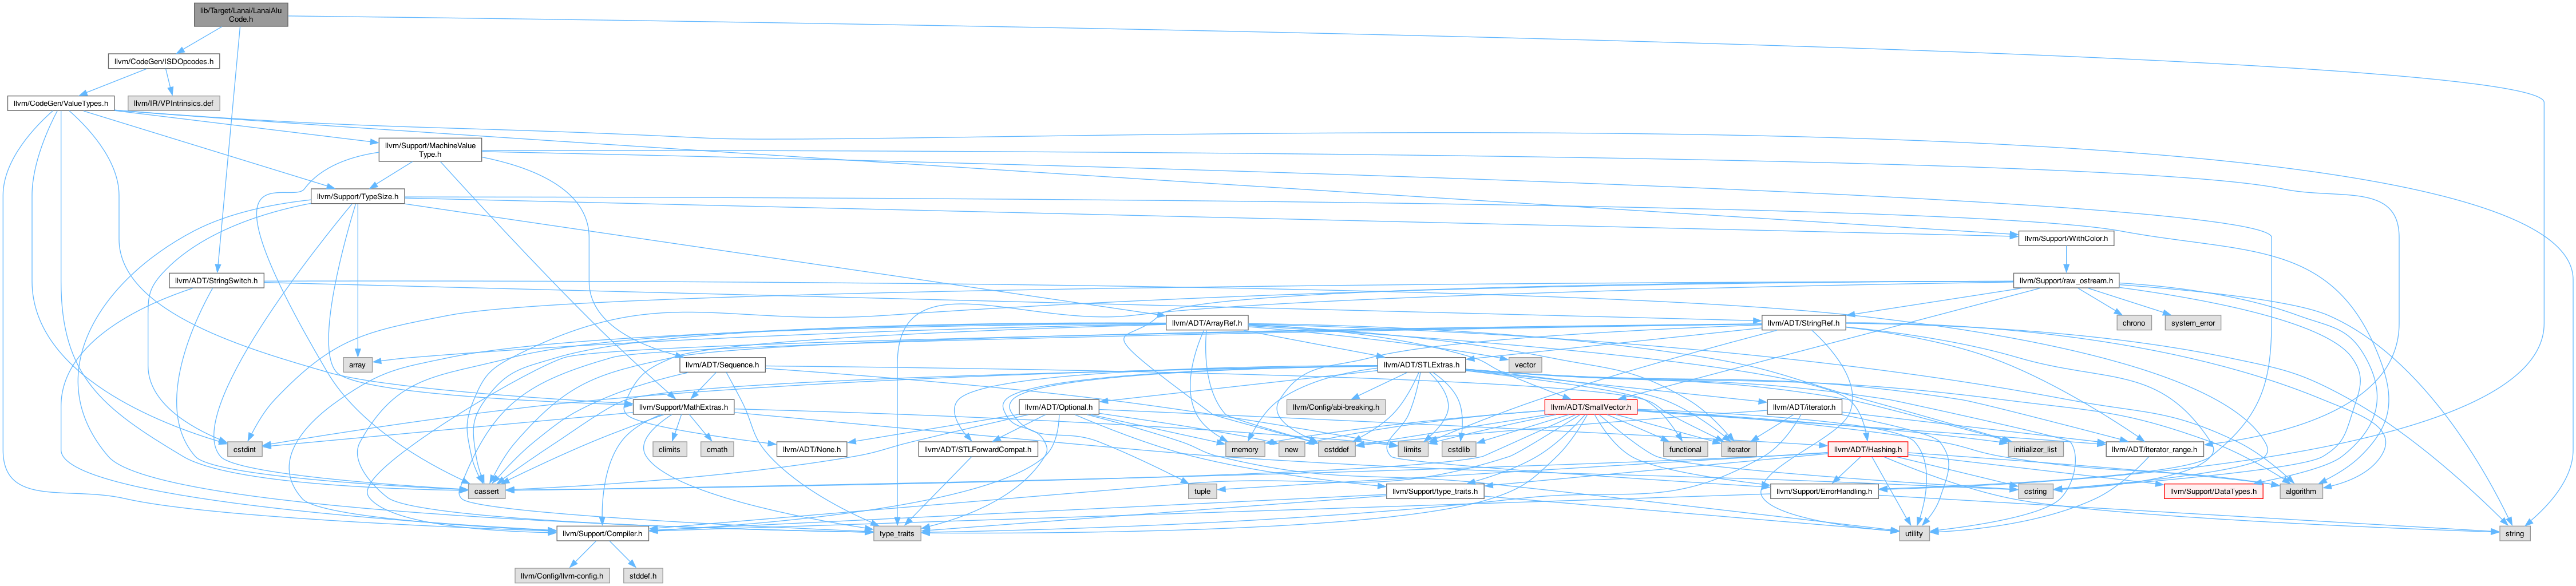 lib/Target/Lanai/LanaiAlu
Code.h
llvm/CodeGen/ISDOpcodes.h
llvm/CodeGen/ValueTypes.h
llvm/IR/VPIntrinsics.def
llvm/Support/MachineValue
Type.h
llvm/Support/TypeSize.h
llvm/Support/WithColor.h
llvm/ADT/StringSwitch.h
llvm/Support/raw_ostream.h
llvm/ADT/ArrayRef.h
llvm/ADT/StringRef.h
chrono
system_error
array
llvm/ADT/Sequence.h
llvm/ADT/STLExtras.h
vector
llvm/Support/MathExtras.h
llvm/ADT/Optional.h
llvm/Config/abi-breaking.h
llvm/ADT/SmallVector.h
llvm/ADT/iterator.h
cstdint
climits
cmath
llvm/ADT/None.h
llvm/ADT/STLForwardCompat.h
memory
new
cstddef
limits
cstdlib
functional
iterator
llvm/ADT/Hashing.h
initializer_list
llvm/ADT/iterator_range.h
cassert
tuple
llvm/Support/type_traits.h
llvm/Support/ErrorHandling.h
cstring
llvm/Support/DataTypes.h
algorithm
llvm/Support/Compiler.h
type_traits
utility
string
llvm/Config/llvm-config.h
stddef.h